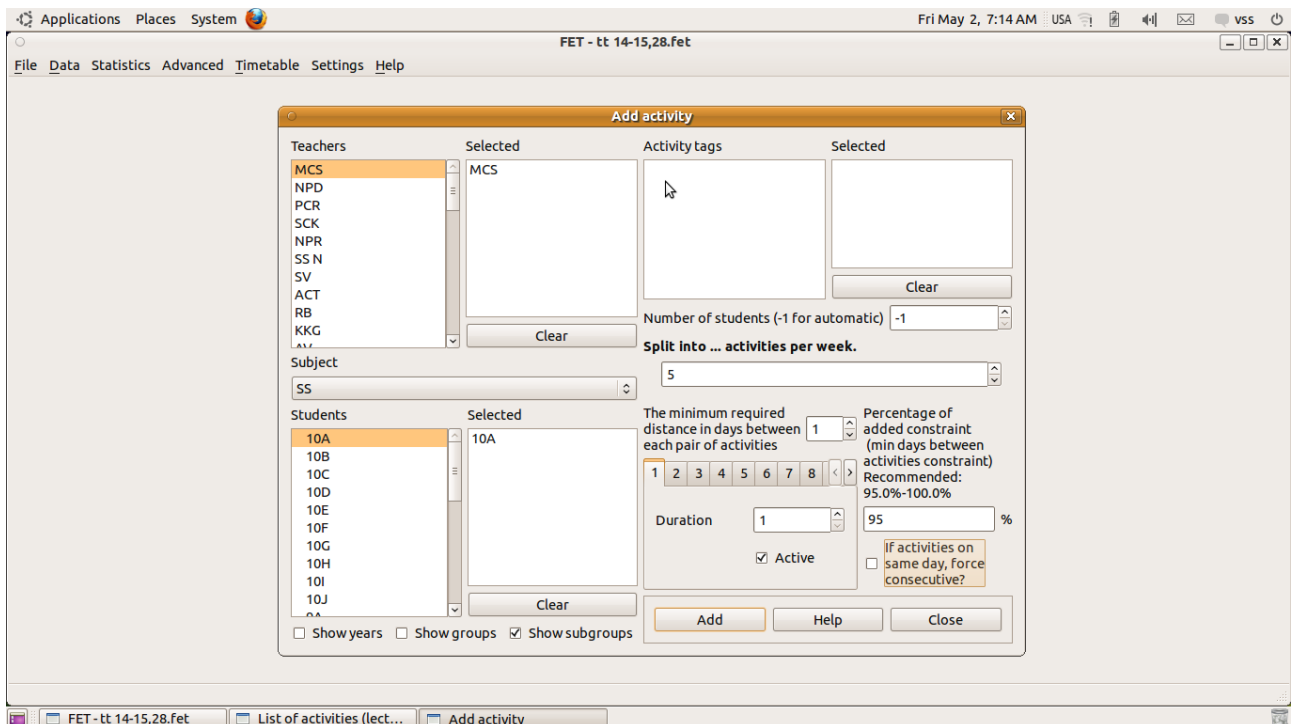 Applications Places System Fri May 2, 7:14 AM USA vss
FET - tt 14-15,28.fet
File Data Statistics Advanced Timetable Settings Help
Add activity
Teachers
MCS
NPD
PCR
SCK
NPR
SS N
SV
ACT
RB
KKG
Selected
MCS
Clear
Activity tags
Selected
Clear
Number of students (-1 for automatic) -1
Split into ... activities per week.
5
Subject
SS
Students
10A
10B
10C
10D
10E
10F
10G
10H
10I
10J
Selected
10A
Clear
Show years Show groups Show subgroups
The minimum required
distance in days between 1
each pair of activities
1 2 3 4 5 6 7 8
Duration 1
Active
Percentage of
added constraint
(min days between
activities constraint)
Recommended:
95.0%-100.0%
95 %
If activities on
same day, force
consecutive?
Add Help Close
FET - tt 14-15,28.fet List of activities (lect... Add activity